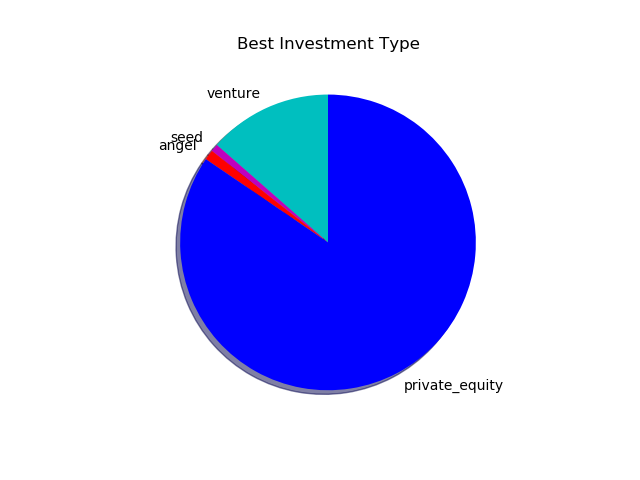 Best Investment Type
venture
seed
angel
private_equity